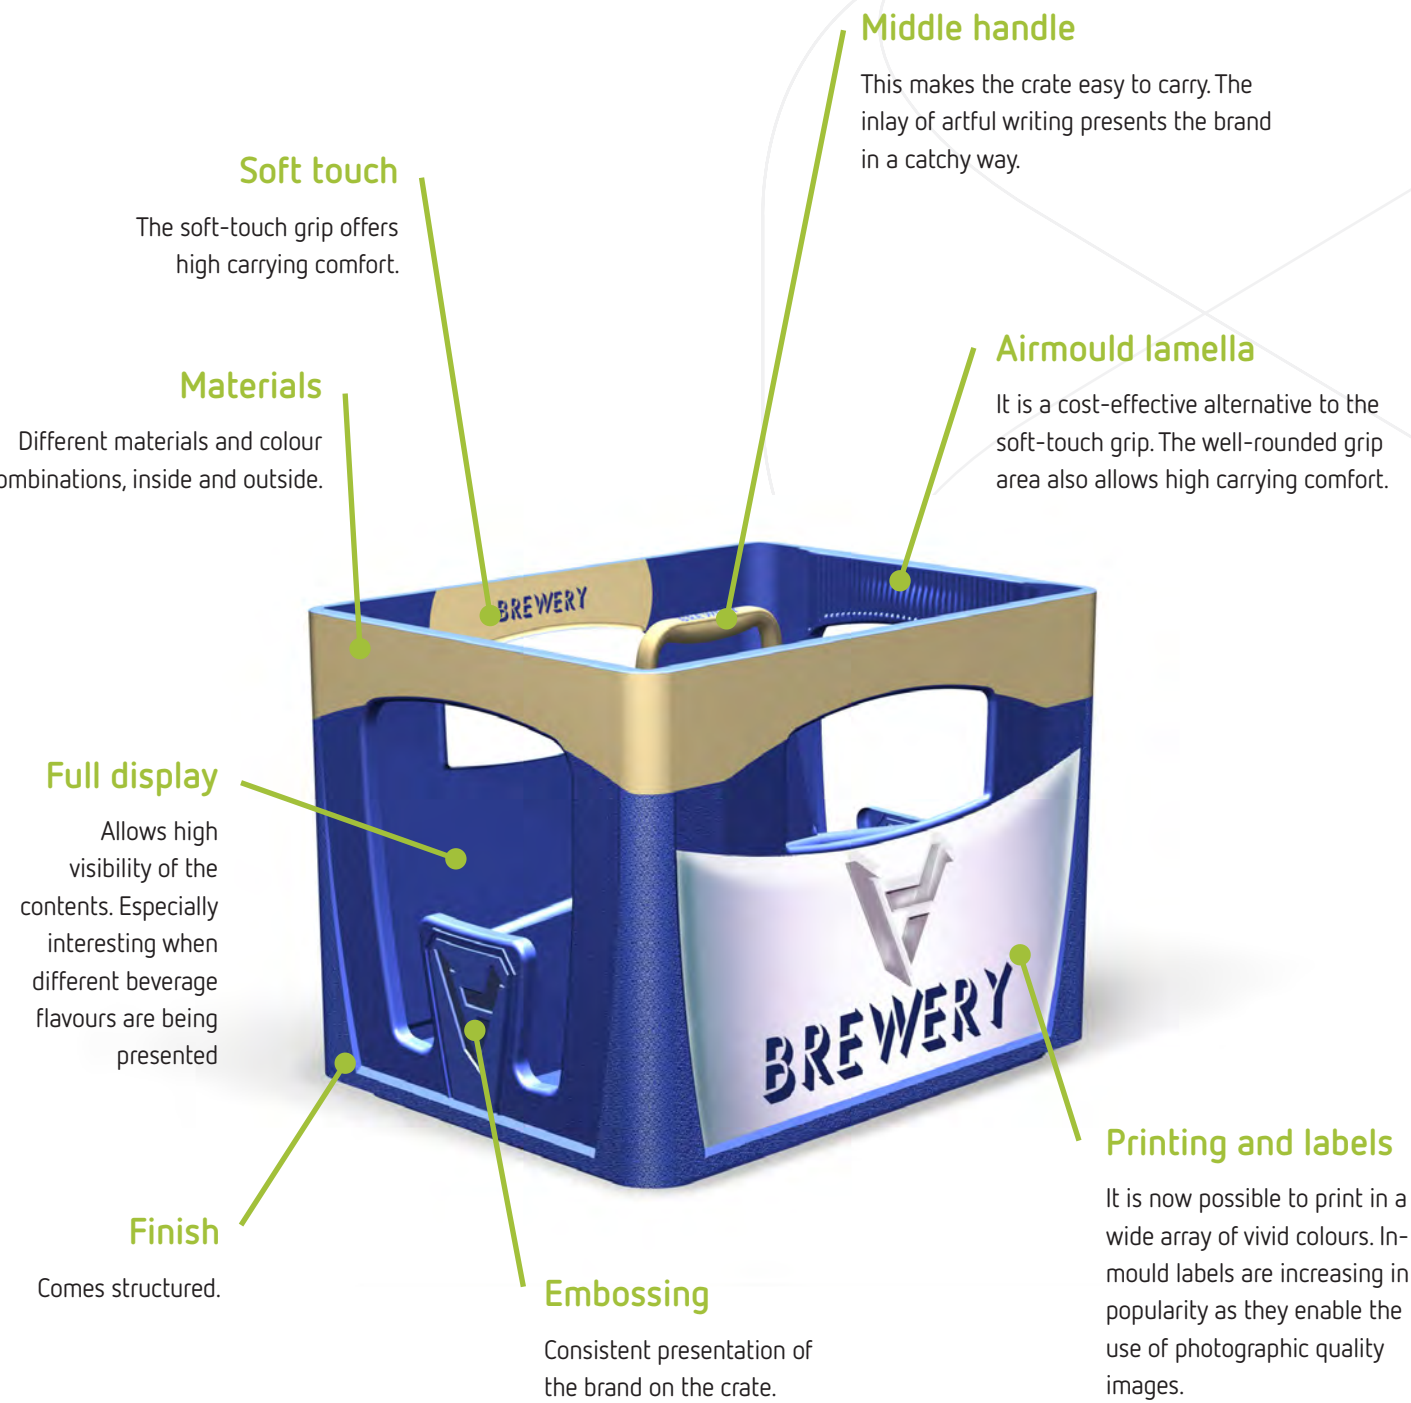 Middle handle
This makes the crate easy to carry. The
inlay of artful writing presents the brand
in a catchy way.
Soft touch
The soft-touch grip offers
high carrying comfort.
Airmould lamella
It is a cost-effective alternative to the
soft-touch grip. The well-rounded grip
area also allows high carrying comfort.
Materials
Different materials and colour
ombinations, inside and outside.
BREWERY
Full display
Allows high
visibility of the
contents. Especially
interesting when
different beverage
flavours are being
presented
BREWERY
Printing and labels
It is now possible to print in a
wide array of vivid colours. In-
mould labels are increasing in
popularity as they enable the
use of photographic quality
images.
Finish
Comes structured.
Embossing
Consistent presentation of
the brand on the crate.